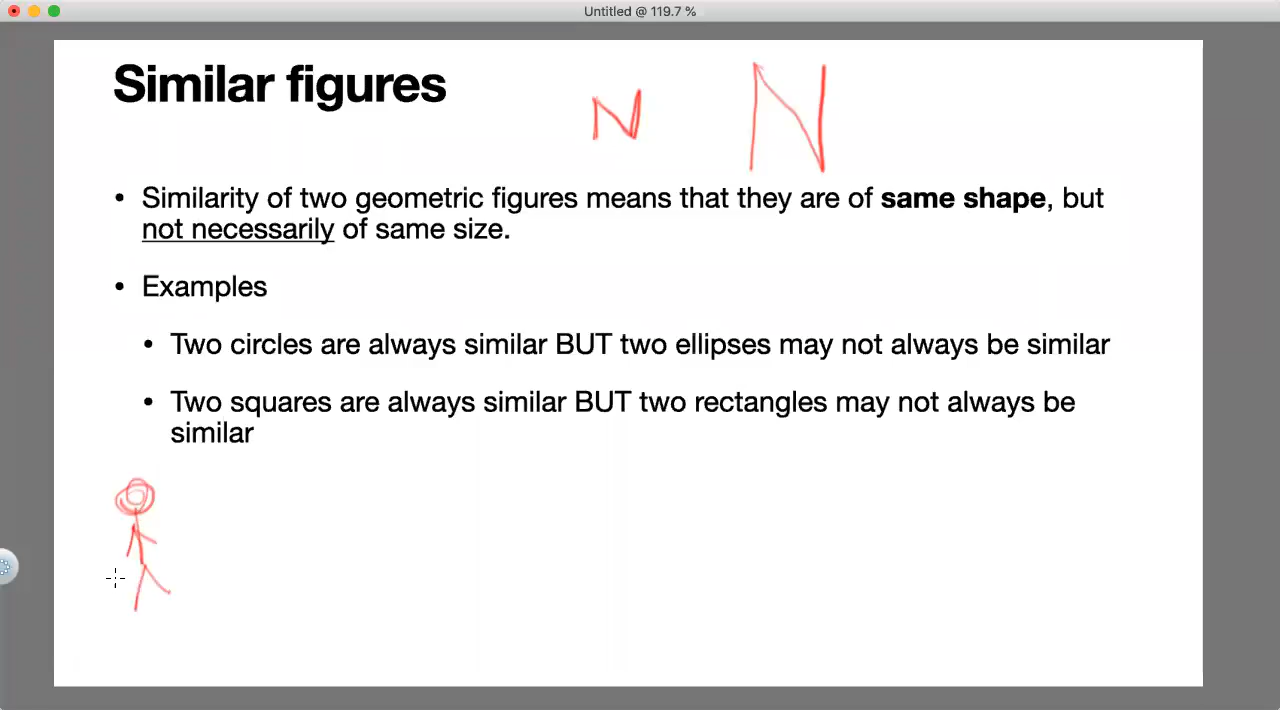 Untitled @ 119.7 %
Similar figures
N N
• Similarity of two geometric figures means that they are of same shape, but
not necessarily of same size.
• Examples
• Two circles are always similar BUT two ellipses may not always be similar
• Two squares are always similar BUT two rectangles may not always be
similar